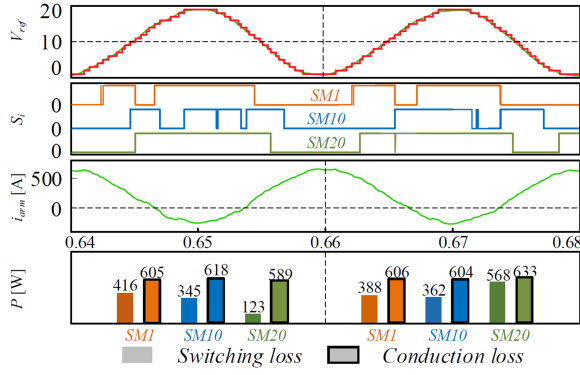 20
V_ref
10
0
S_i
0
0
0
SM1
SM10
SM20
i_arm [A]
500
0
0.64
0.65
0.66
0.67
0.68
P [W]
416 605 345 618 123 589 388 606 362 604 568 633
SM1 SM10 SM20 SM1 SM10 SM20
Switching loss Conduction loss